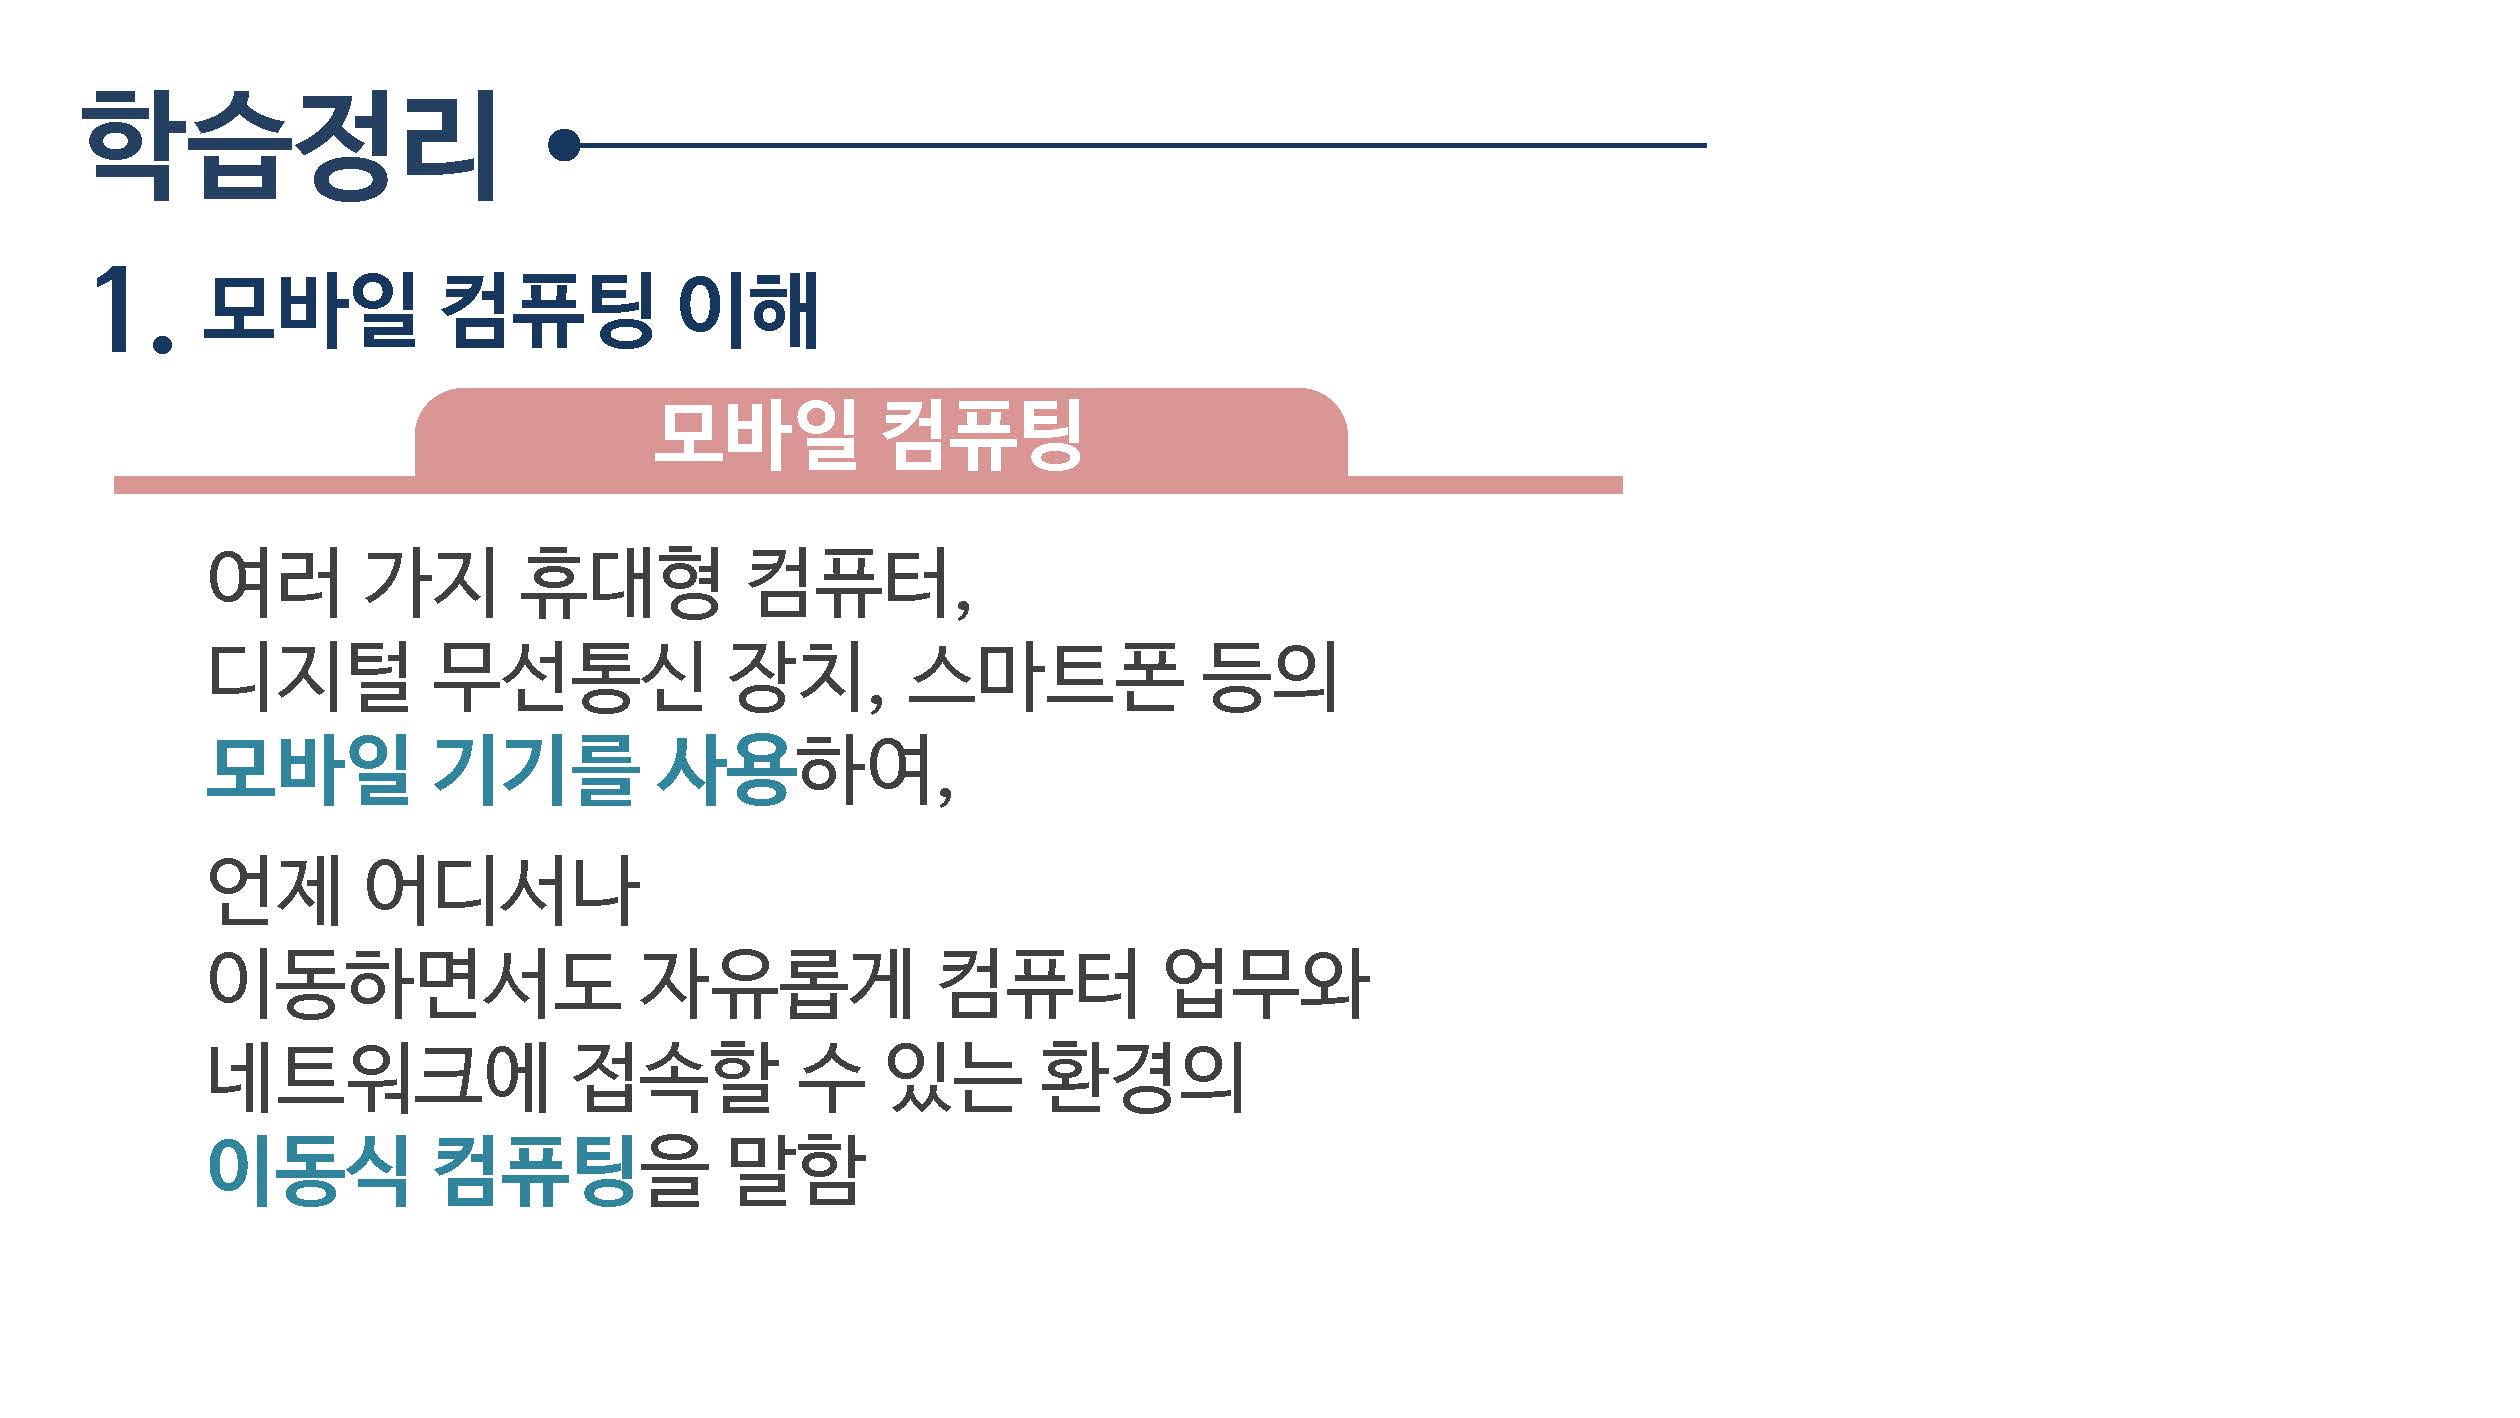 학습정리
1. 모바일 컴퓨팅 이해
모바일 컴퓨팅
여러 가지 휴대형 컴퓨터,
디지털 무선통신 장치, 스마트폰 등의
모바일 기기를 사용하여,
언제 어디서나
이동하면서도 자유롭게 컴퓨터 업무와
네트워크에 접속할 수 있는 환경의
이동식 컴퓨팅을 말함